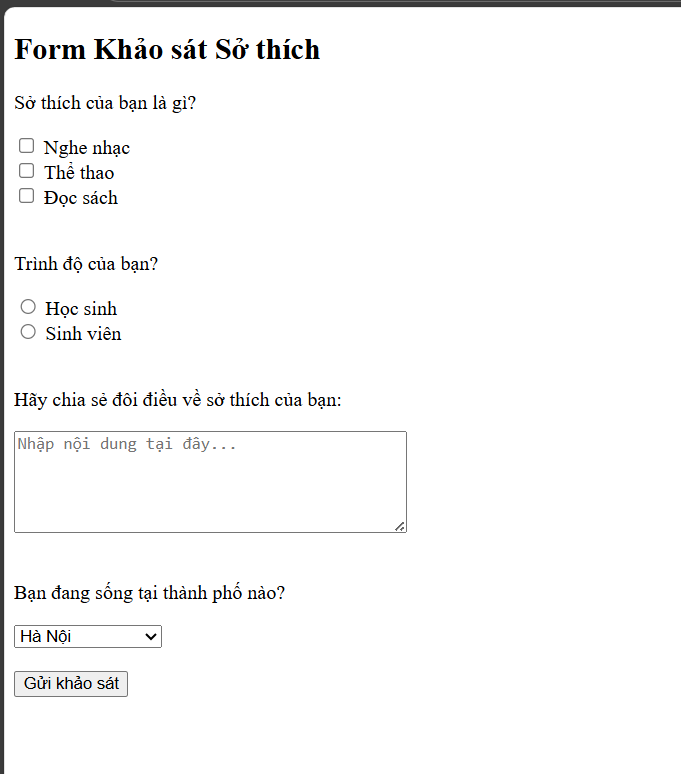 Form Khảo sát Sở thích
Sở thích của bạn là gì?
Nghe nhạc
Thể thao
Đọc sách
Trình độ của bạn?
Học sinh
Sinh viên
Hãy chia sẻ đôi điều về sở thích của bạn:
Nhập nội dung tại đây...
Bạn đang sống tại thành phố nào?
Hà Nội
Gửi khảo sát